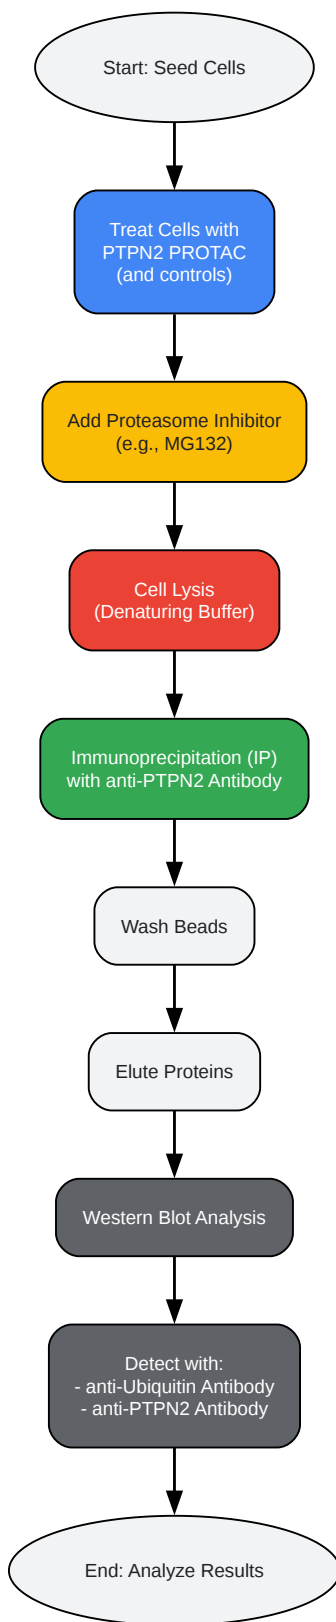 Start: Seed Cells
Treat Cells with
PTPN2 PROTAC
(and controls)
Add Proteasome Inhibitor
(e.g., MG132)
Cell Lysis
(Denaturing Buffer)
Immunoprecipitation (IP)
with anti-PTPN2 Antibody
Wash Beads
Elute Proteins
Western Blot Analysis
Detect with:
- anti-Ubiquitin Antibody
- anti-PTPN2 Antibody
End: Analyze Results